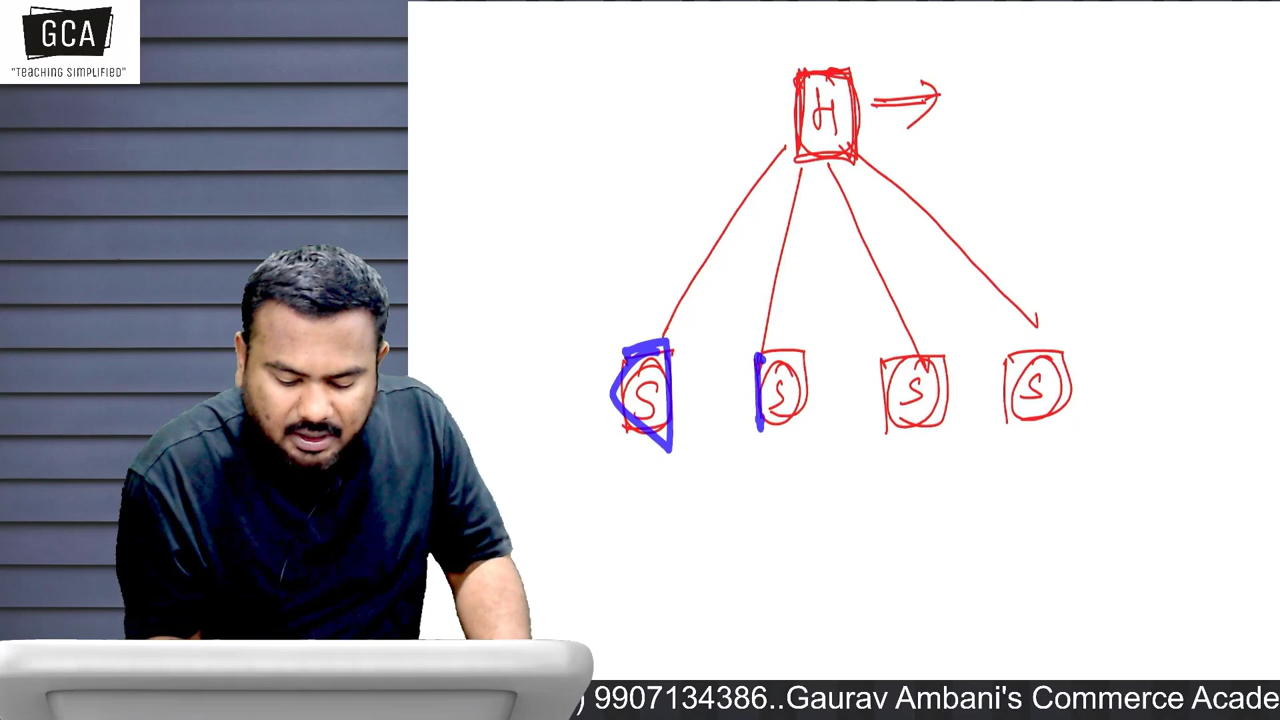 GCA
"TEACHING SIMPLIFIED"
H
S S S S
) 9907134386..Gaurav Ambani's Commerce Acade